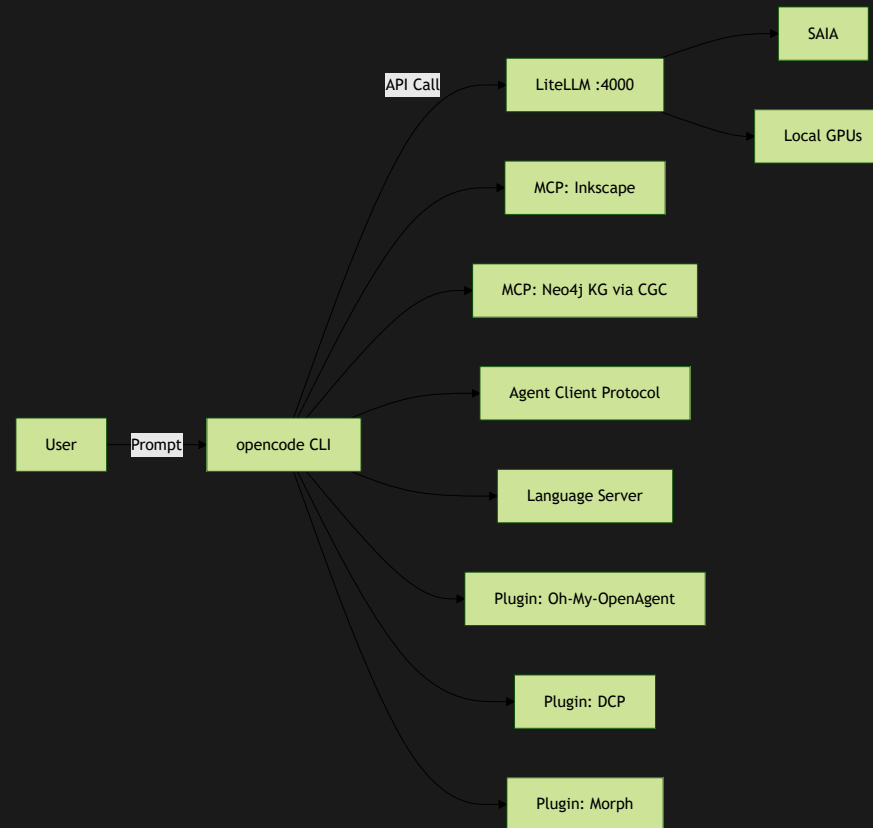 SAIA
API Call
LiteLLM :4000
Local GPUs
MCP: Inkscape
MCP: Neo4j KG via CGC
Agent Client Protocol
User
Prompt
opencode CLI
Language Server
Plugin: Oh-My-OpenAgent
Plugin: DCP
Plugin: Morph